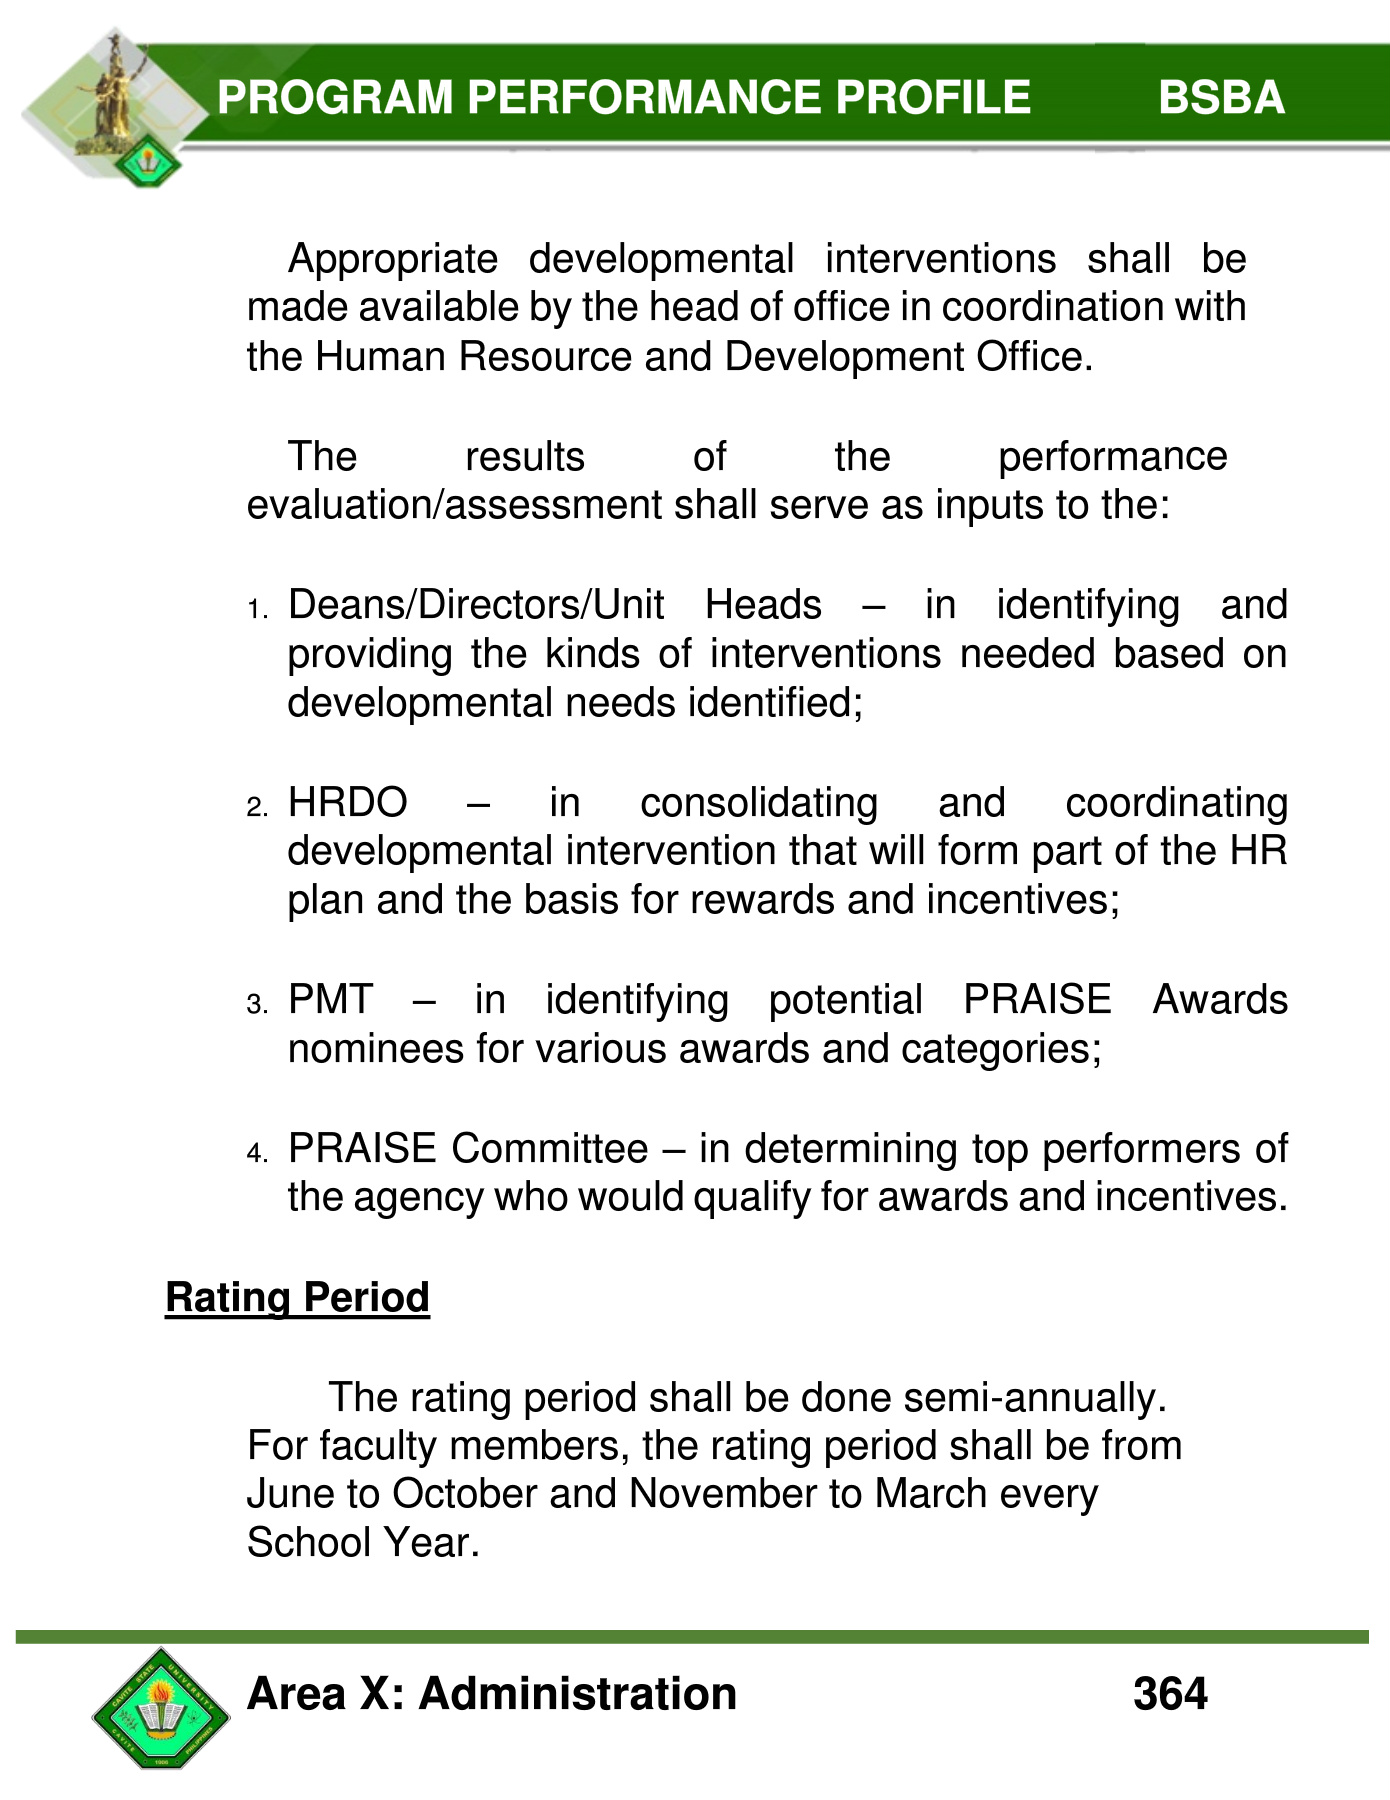 PROGRAM PERFORMANCE PROFILE BSBA
Appropriate developmental interventions shall be
made available by the head of office in coordination with
the Human Resource and Development Office.
The results of the performance
evaluation/assessment shall serve as inputs to the:
1. Deans/Directors/Unit Heads – in identifying and
providing the kinds of interventions needed based on
developmental needs identified;
2. HRDO – in consolidating and coordinating
developmental intervention that will form part of the HR
plan and the basis for rewards and incentives;
3. PMT – in identifying potential PRAISE Awards
nominees for various awards and categories;
4. PRAISE Committee – in determining top performers of
the agency who would qualify for awards and incentives.
Rating Period
The rating period shall be done semi-annually.
For faculty members, the rating period shall be from
June to October and November to March every
School Year.
CAVITE STATE UNIVERSITY
CAVITE 1906 PHILIPPINES
Area X: Administration 364